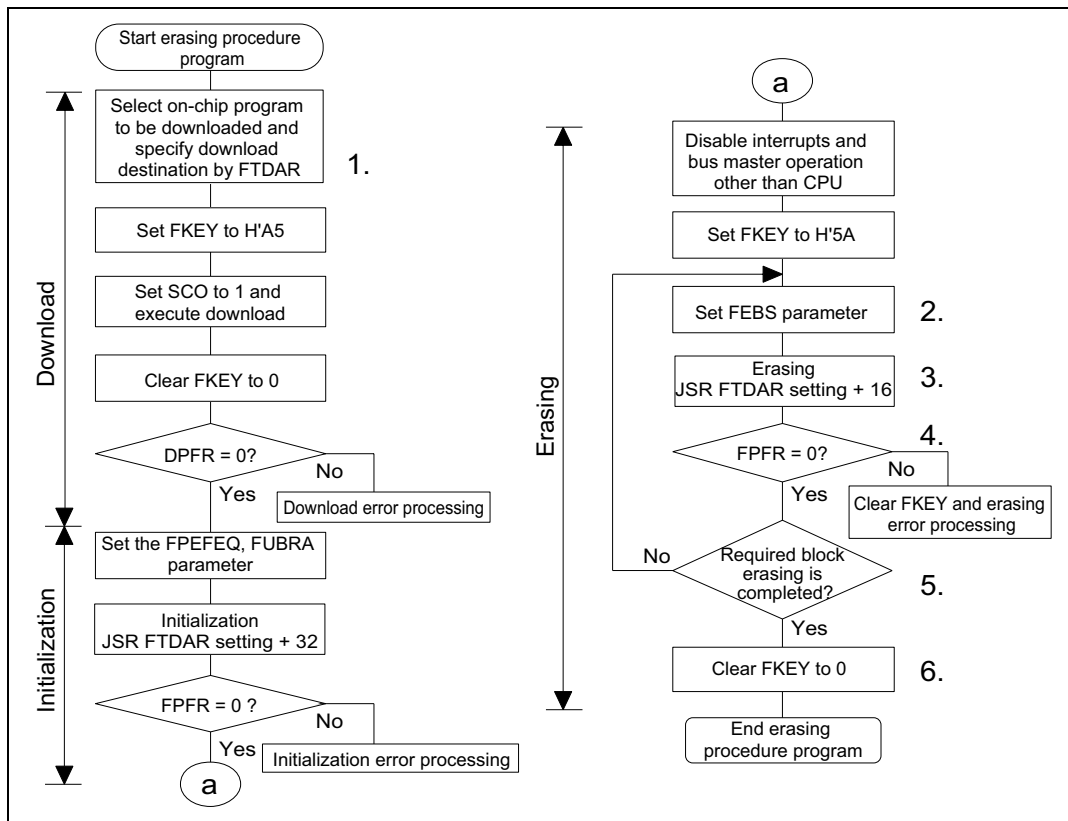 Start erasing procedure
program
Select on-chip program
to be downloaded and
specify download
destination by FTDAR
1.
Set FKEY to H'A5
Set SCO to 1 and
execute download
Clear FKEY to 0
DPFR = 0?
No
Yes
Download error processing
Download
Set the FPEFEQ, FUBRA
parameter
Initialization
JSR FTDAR setting + 32
FPFR = 0 ?
No
Yes
Initialization error processing
Initialization
a
a
Disable interrupts and
bus master operation
other than CPU
Set FKEY to H'5A
Set FEBS parameter
2.
Erasing
JSR FTDAR setting + 16
3.
4.
FPFR = 0?
No
Yes
Clear FKEY and erasing
error processing
No
Required block
erasing is
completed?
5.
Yes
Clear FKEY to 0
6.
Erasing
End erasing
procedure program